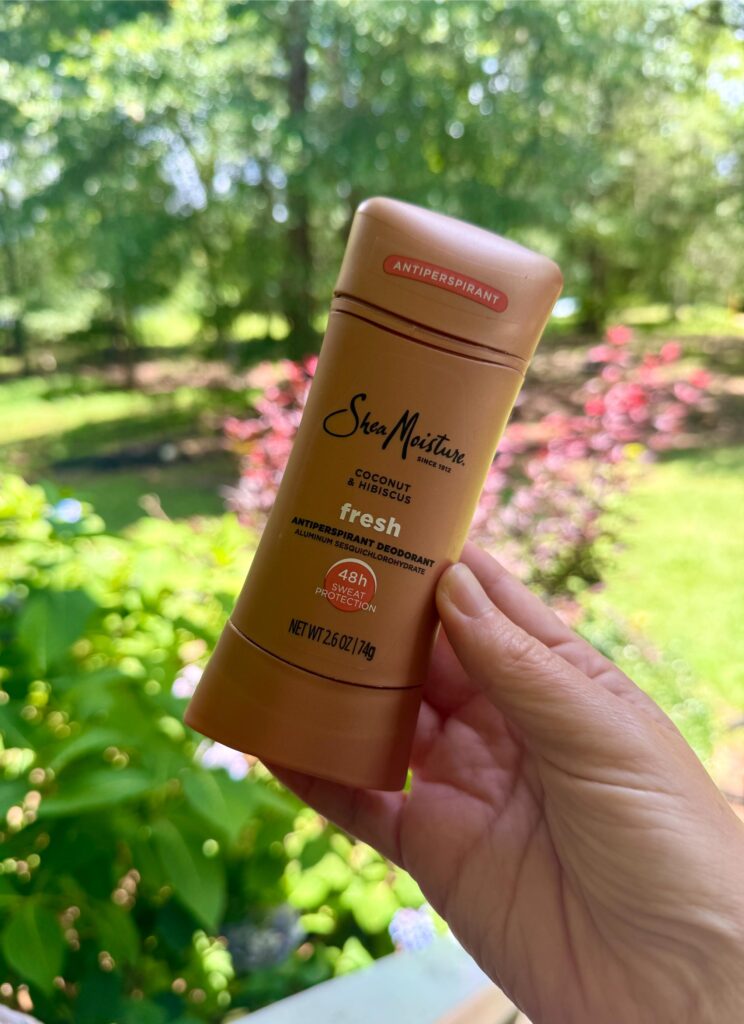 ANTIPERSPIRANT
SheaMoisture
SINCE 1912
COCONUT
& HIBISCUS
fresh
ANTIPERSPIRANT DEODORANT
ALUMINUM SESQUICHLOROHYDRATE
48h
SWEAT
PROTECTION
NET WT 2.6 OZ | 74g